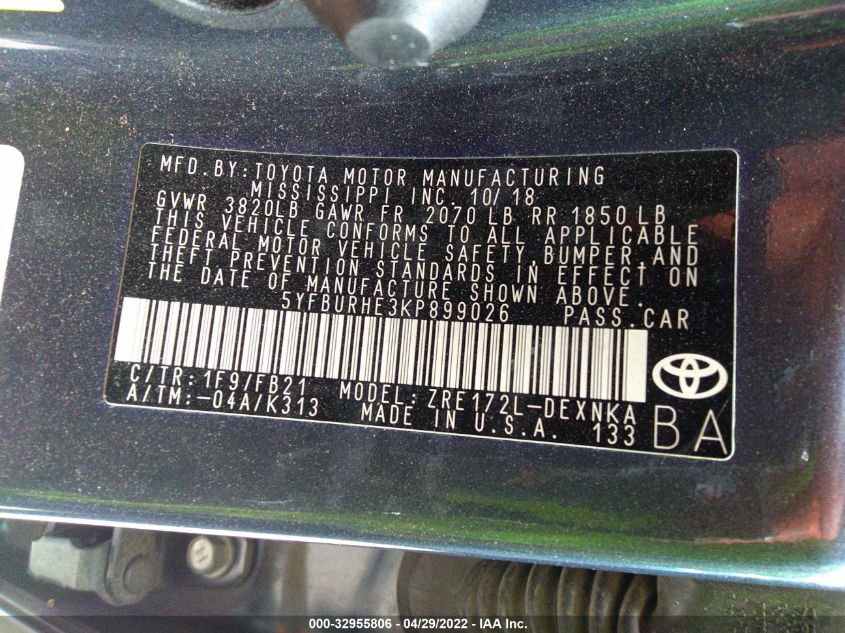 MFD.BY:TOYOTA MOTOR MANUFACTURING
MISSISSIPPI INC. 10/18
GVWR 3820LB GAWR FR 2070 LB RR 1850 LB
THIS VEHICLE CONFORMS TO ALL APPLICABLE
FEDERAL MOTOR VEHICLE SAFETY, BUMPER, AND
THEFT PREVENTION STANDARDS IN EFFECT ON
THE DATE OF MANUFACTURE SHOWN ABOVE.
5YFBURHE3KP899026 PASS.CAR
C/TR: 1F9/FB21 MODEL: ZRE172L-DEXNKA
A/TM:-04A/K313 MADE IN U.S.A. 133 BA
000-32955806 - 04/29/2022 - IAA Inc.